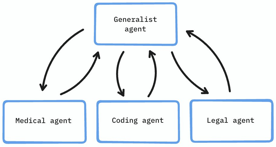 Generalist
agent
Medical agent
Coding agent
Legal agent